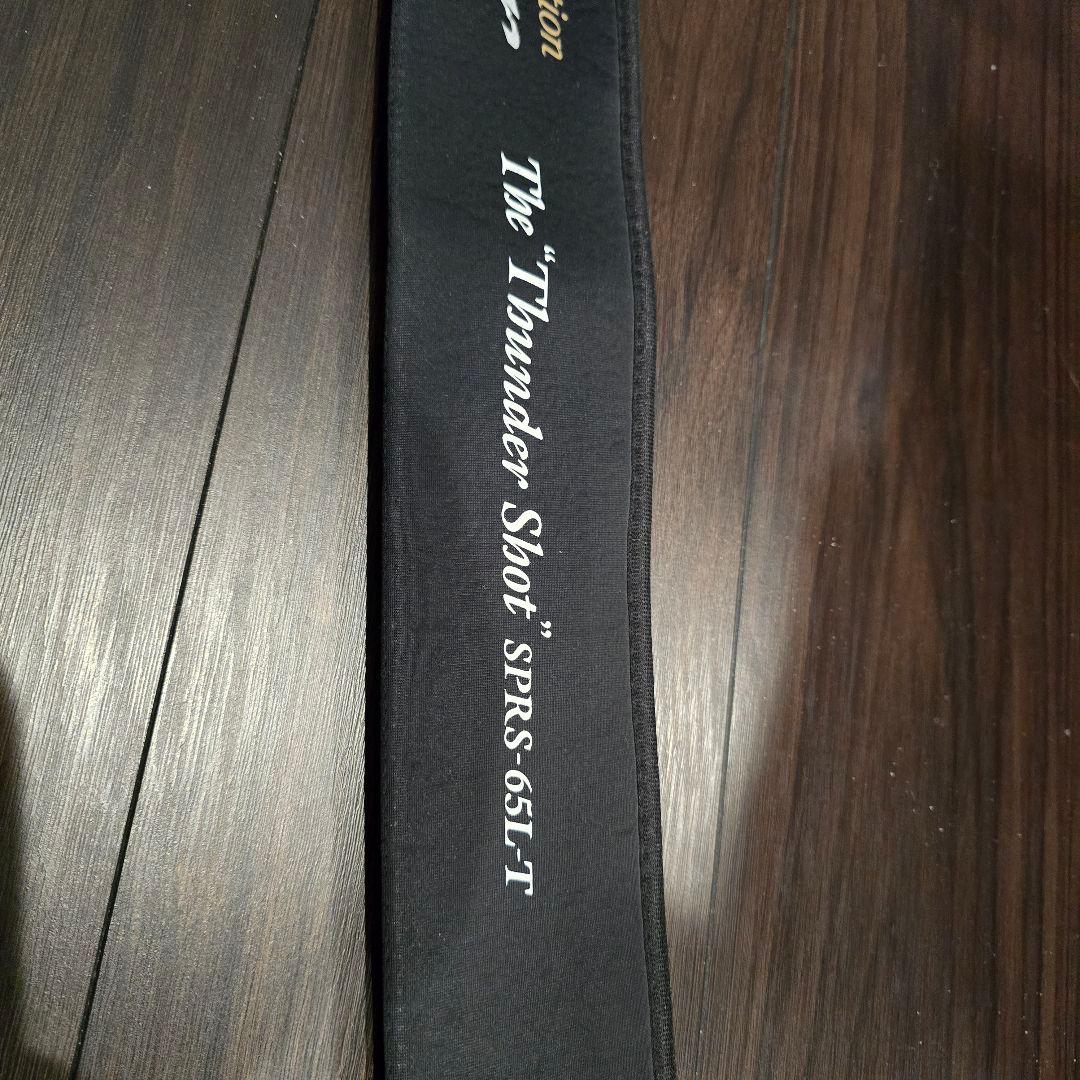 The "Thunder Shot" SPRS-65L-T